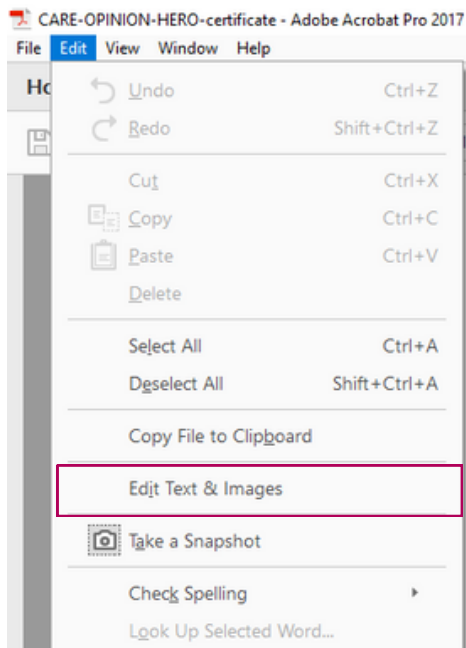 CARE-OPINION-HERO-certificate - Adobe Acrobat Pro 2017
File Edit View Window Help
Undo Ctrl+Z
Redo Shift+Ctrl+Z
Cut Ctrl+X
Copy Ctrl+C
Paste Ctrl+V
Delete
Select All Ctrl+A
Deselect All Shift+Ctrl+A
Copy File to Clipboard
Edit Text & Images
Take a Snapshot
Check Spelling
Look Up Selected Word...